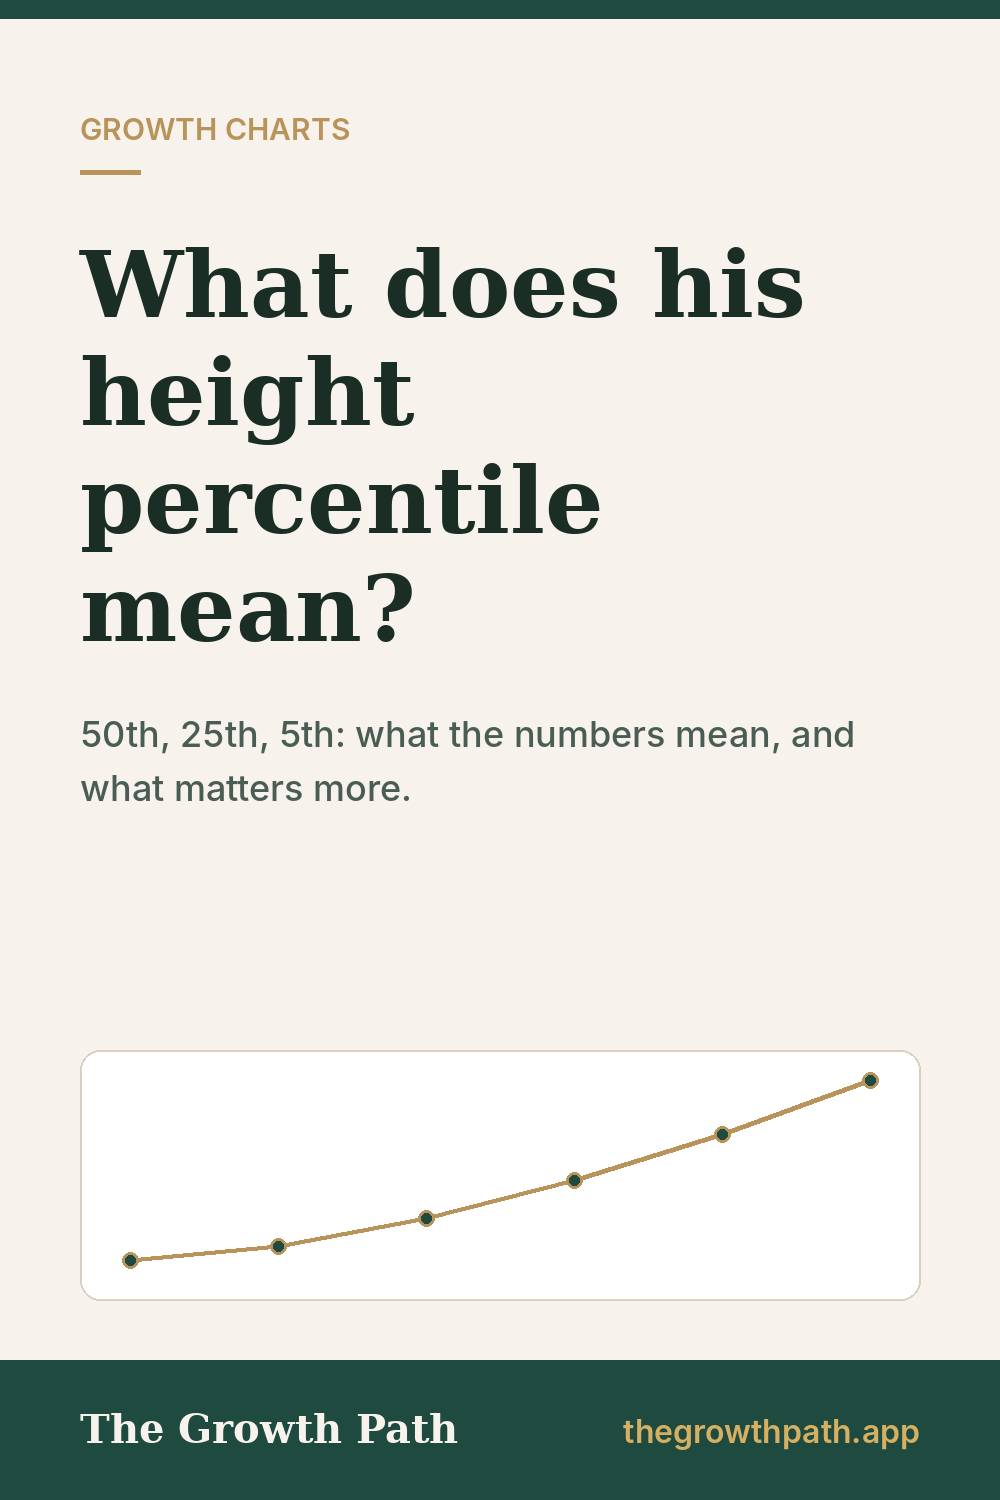 GROWTH CHARTS
What does his
height
percentile
mean?
50th, 25th, 5th: what the numbers mean, and
what matters more.
The Growth Path
thegrowthpath.app